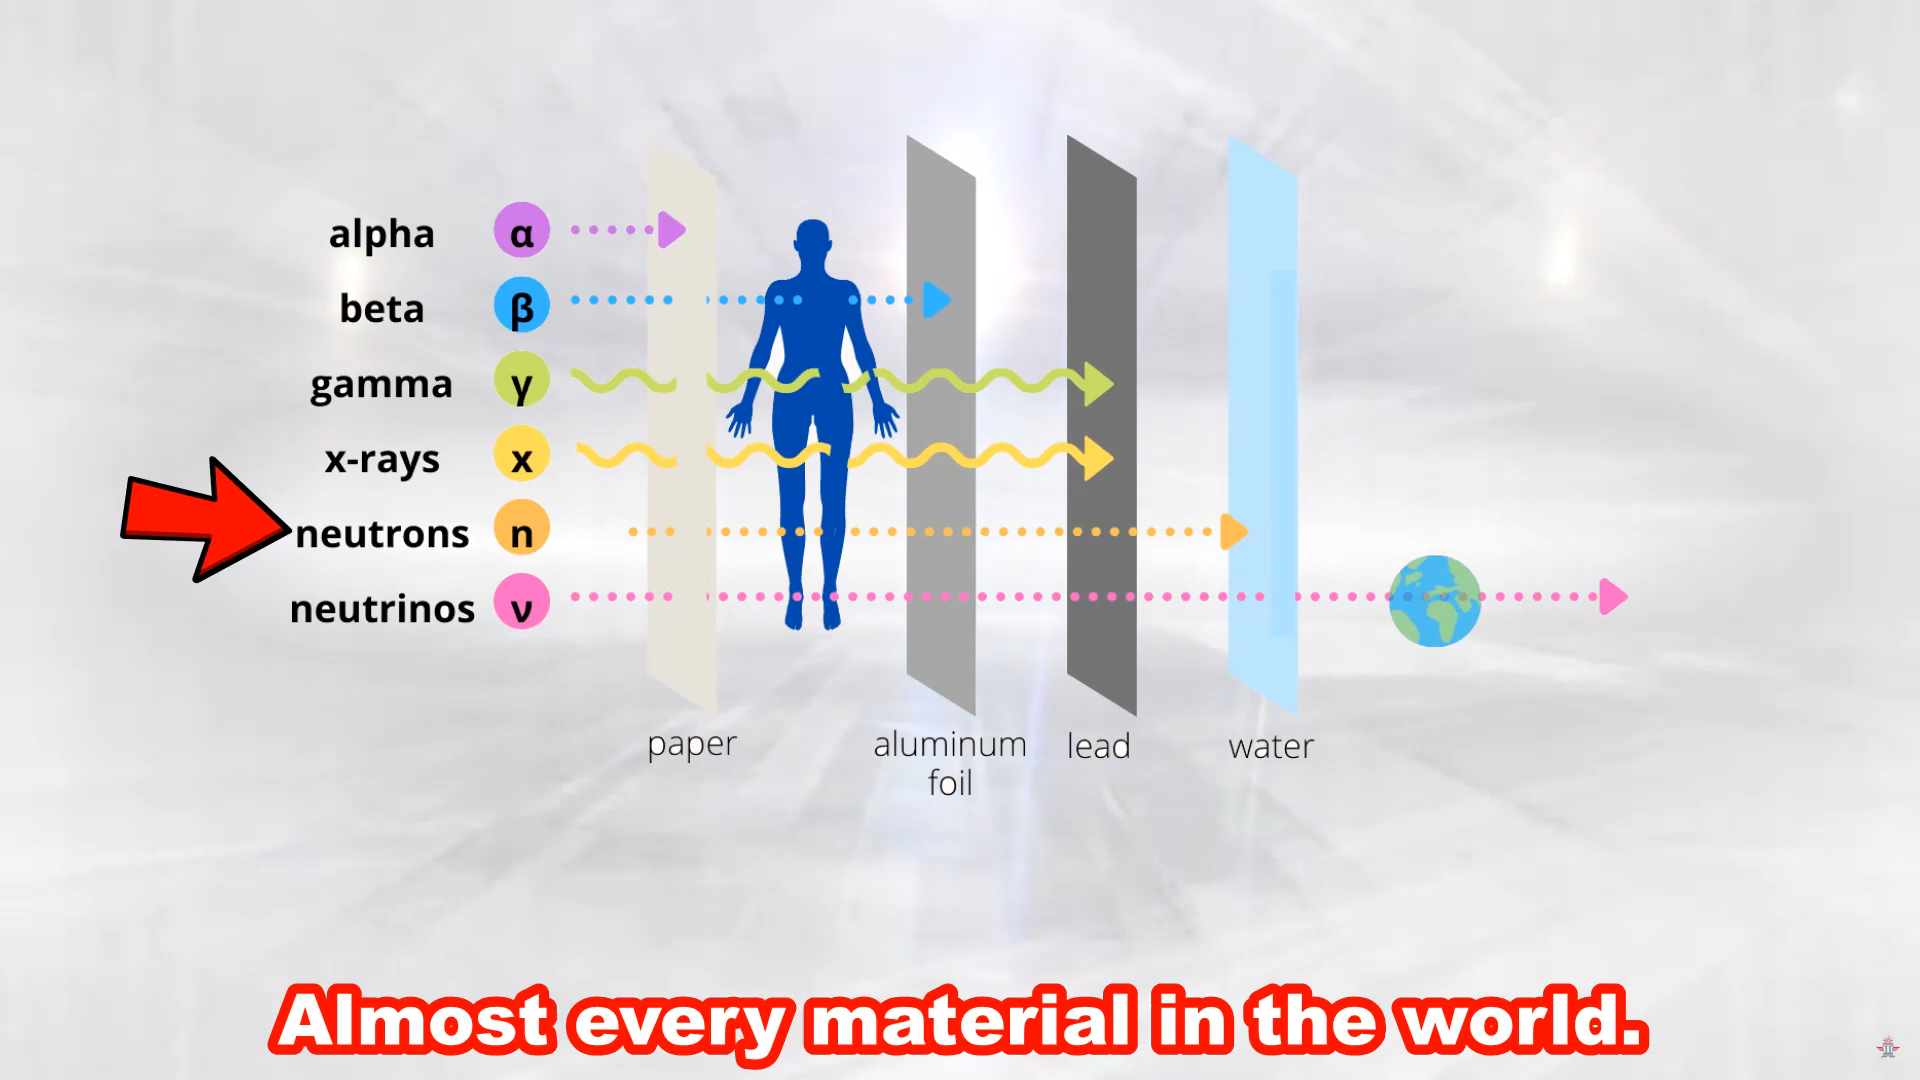 alpha α
beta β
gamma γ
x-rays x
neutrons n
neutrinos ν
paper
aluminum
foil
lead
water
Almost every material in the world.